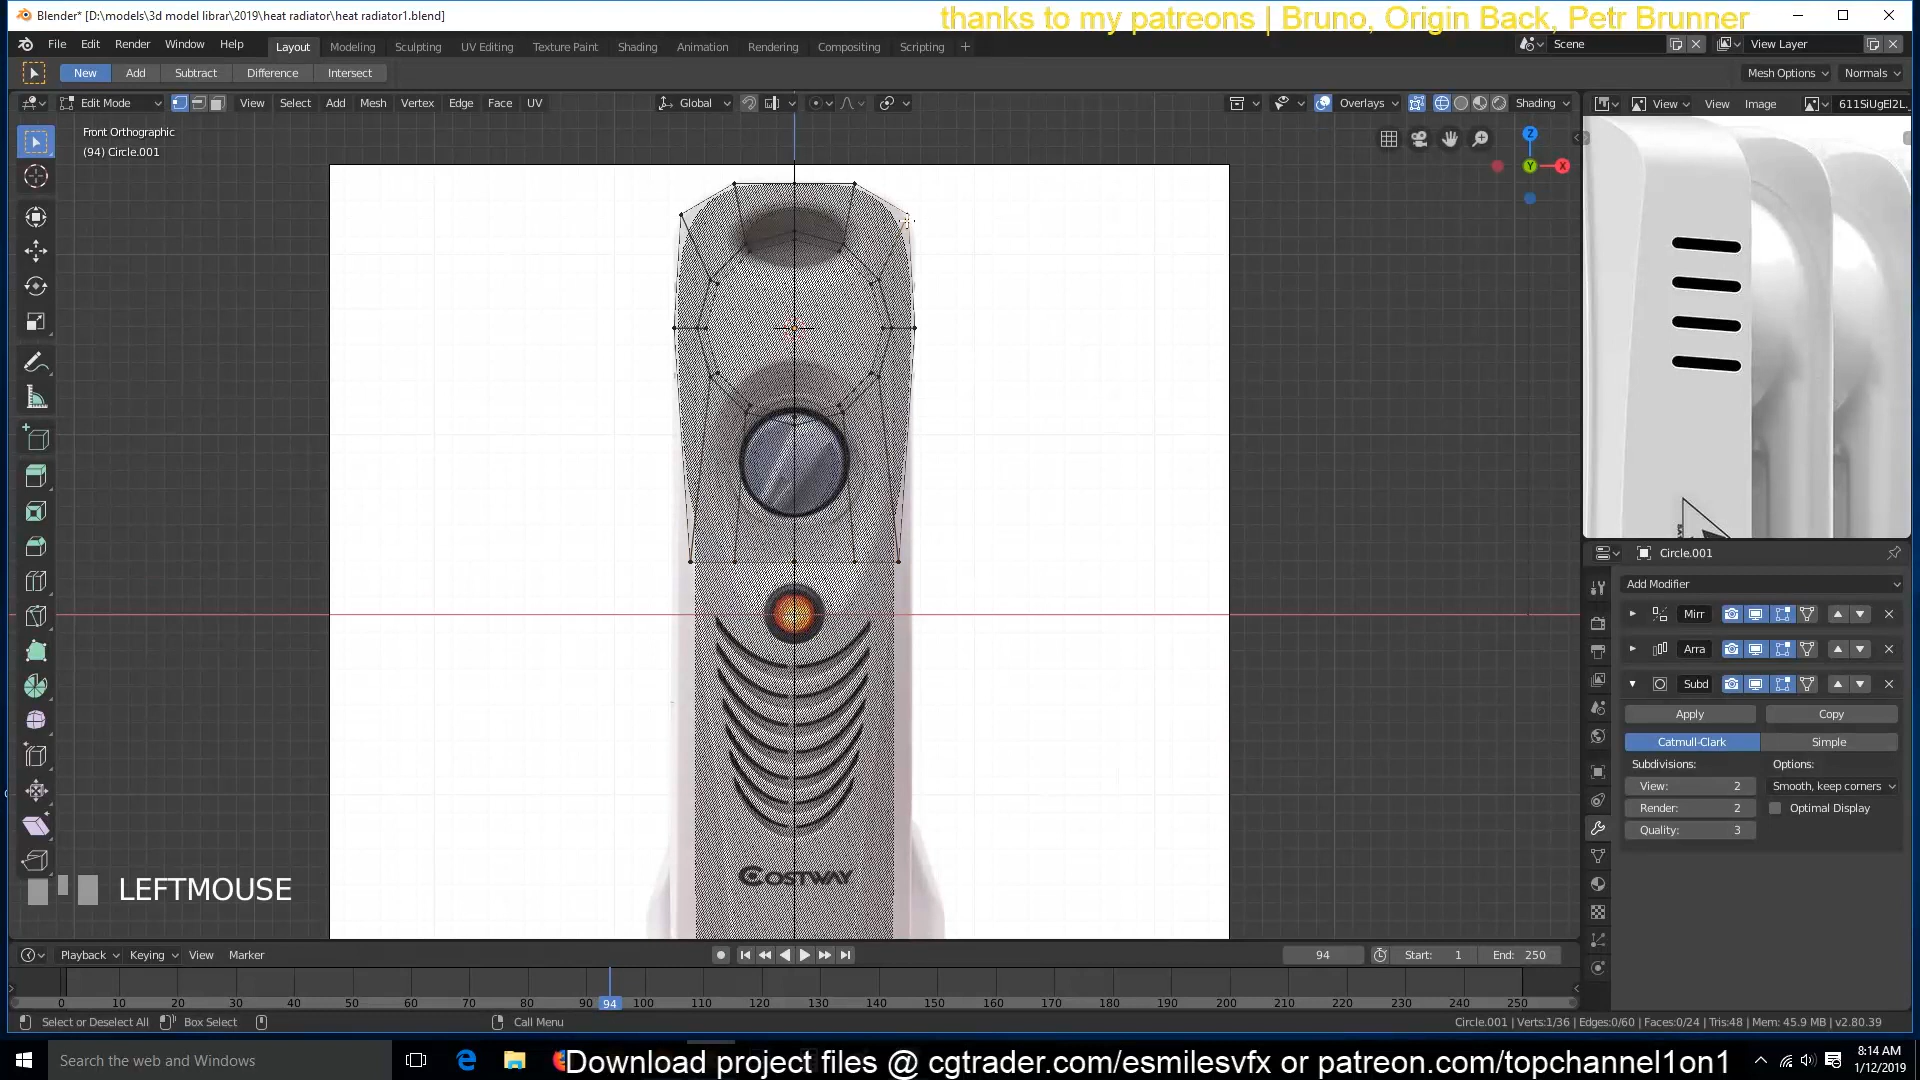 Blender* [D:\models\3d model librar\2019\heat radiator\heat radiator1.blend]
thanks to my patreons | Bruno, Origin Back, Petr Brunner
File Edit Render Window Help
Layout Modeling Sculpting UV Editing Texture Paint Shading Animation Rendering Compositing Scripting +
Scene View Layer
New Add Subtract Difference Intersect
Mesh Options Normals
Edit Mode View Select Add Mesh Vertex Edge Face UV
Global Overlays Shading
View View Image 611SiUgEl2L._
Front Orthographic
(94) Circle.001
Z
Y
X
COSTWAY
LEFTMOUSE
Circle.001
Add Modifier
Mirr
Arra
Subd
Apply Copy
Catmull-Clark Simple
Subdivisions: Options:
View: 2 Smooth, keep corners
Render: 2 Optimal Display
Quality: 3
Playback Keying View Marker
94 Start: 1 End: 250
0 10 20 30 40 50 60 70 80 90 94 100 110 120 130 140 150 160 170 180 190 200 210 220 230 240 250
Select or Deselect All Box Select Call Menu
Circle.001 | Verts:1/36 | Edges:0/60 | Faces:0/24 | Tris:48 | Mem: 45.9 MB | v2.80.39
Search the web and Windows
Download project files @ cgtrader.com/esmilesvfx or patreon.com/topchannel1on1
8:14 AM
1/12/2019